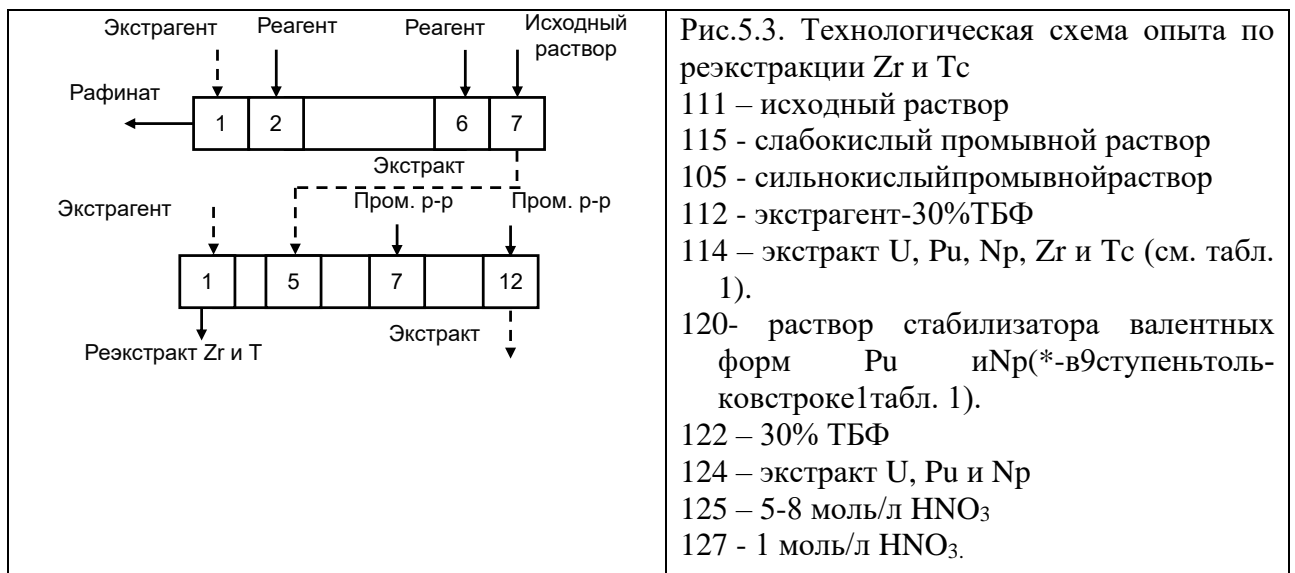 Экстрагент Реагент Реагент Исходный
раствор
Рафинат
1 2 6 7
Экстракт
Экстрагент Пром. р-р Пром. р-р
1 5 7 12
Экстракт
Реэкстракт Zr и Т
Рис.5.3. Технологическая схема опыта по
реэкстракции Zr и Tc
111 – исходный раствор
115 - слабокислый промывной раствор
105 - сильнокислыйпромывнойраствор
112 - экстрагент-30%ТБФ
114 – экстракт U, Pu, Np, Zr и Tc (см. табл.
1).
120- раствор стабилизатора валентных
форм Pu иNp(*-в9ступеньтоль-
ковстроке1табл. 1).
122 – 30% ТБФ
124 – экстракт U, Pu и Np
125 – 5-8 моль/л HNO₃
127 - 1 моль/л HNO₃.